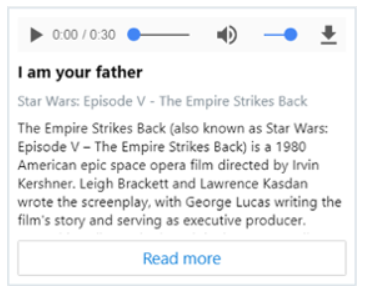 0:00 / 0:30
I am your father
Star Wars: Episode V - The Empire Strikes Back
The Empire Strikes Back (also known as Star Wars:
Episode V – The Empire Strikes Back) is a 1980
American epic space opera film directed by Irvin
Kershner. Leigh Brackett and Lawrence Kasdan
wrote the screenplay, with George Lucas writing the
film's story and serving as executive producer.
Read more